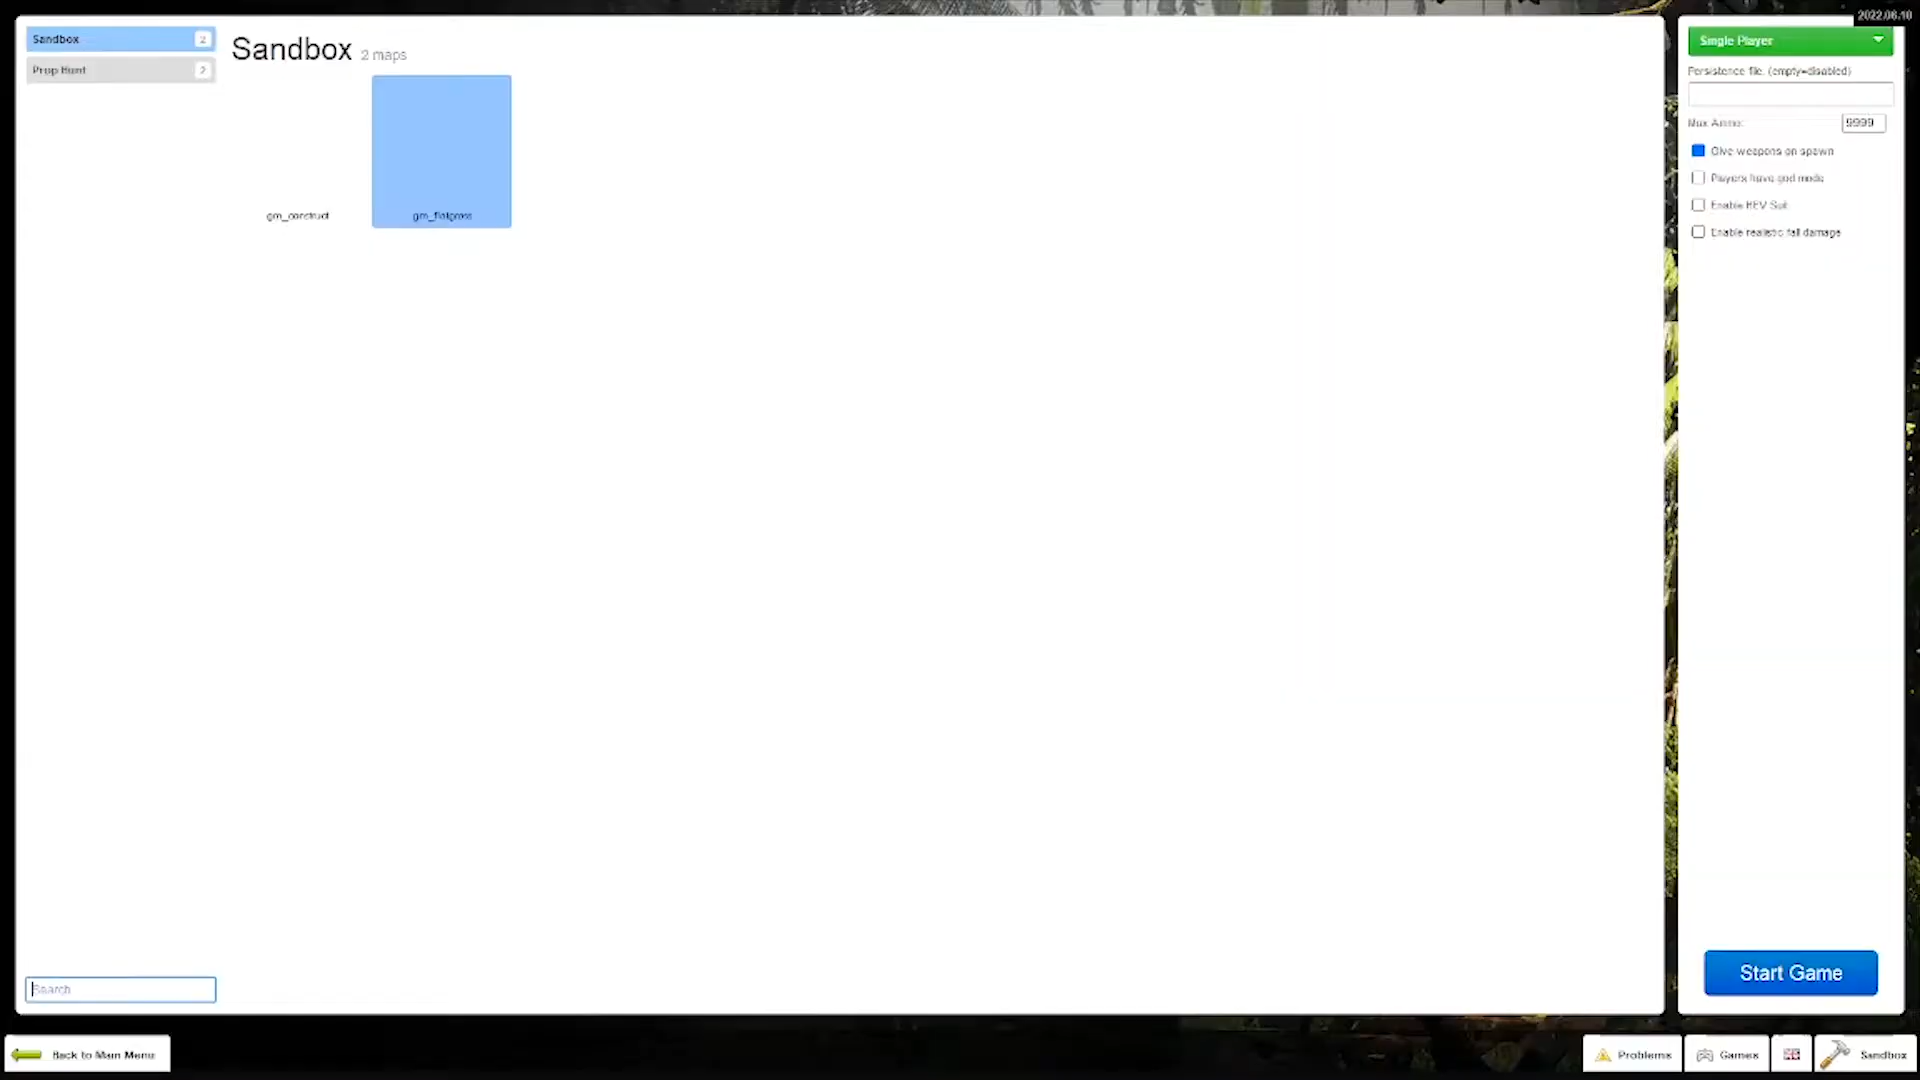 2022.06.10
Sandbox 2
Prop Hunt 2
Sandbox 2 maps
gm_construct
gm_flatgrass
Single Player
Persistence file: (empty=disabled)
Max Ammo: 9999
Give weapons on spawn
Players have god mode
Enable HEV Suit
Enable realistic fall damage
Start Game
Search
Back to Main Menu
Problems
Games
Sandbox